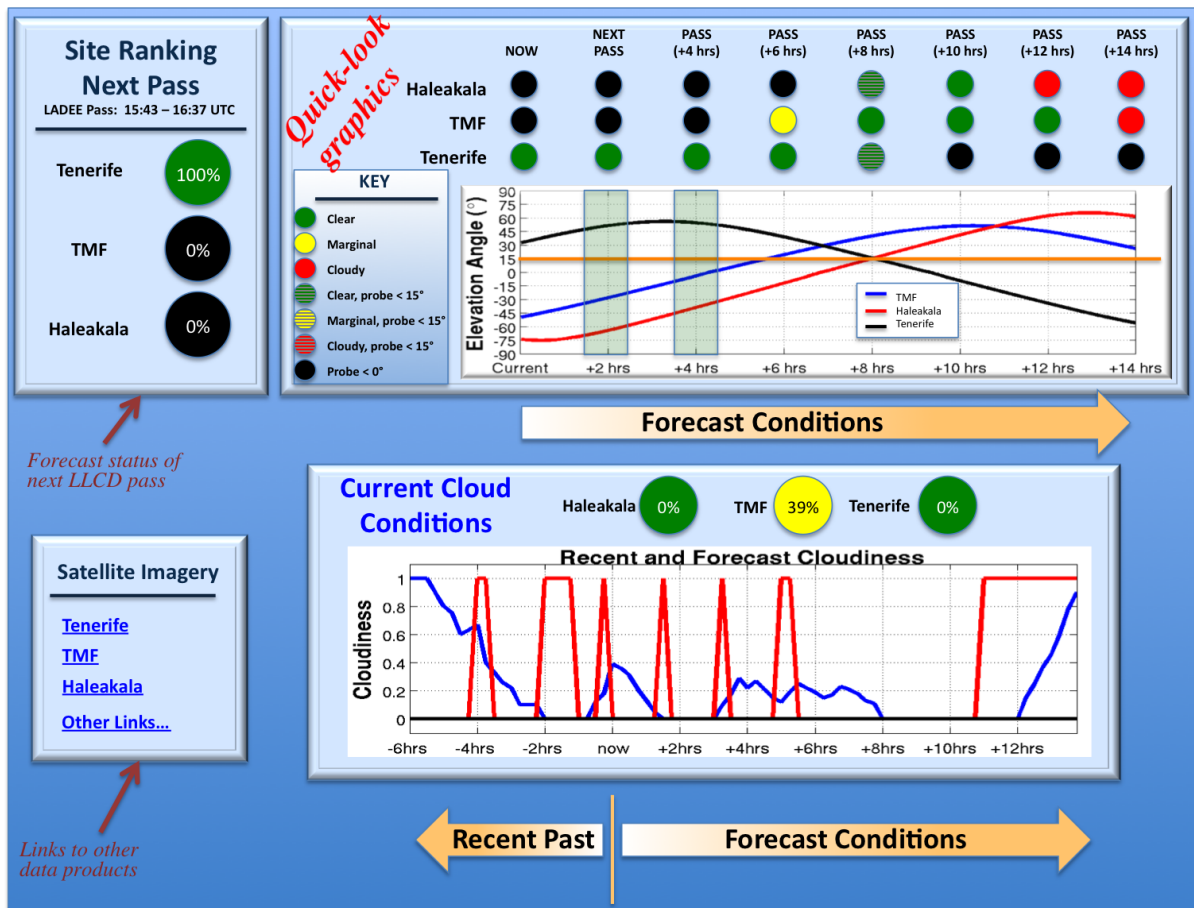 Site Ranking
Next Pass
LADEE Pass: 15:43 – 16:37 UTC
Tenerife
100%
TMF
0%
Haleakala
0%
Quick-look
graphics
NOW
NEXT
PASS
PASS
(+4 hrs)
PASS
(+6 hrs)
PASS
(+8 hrs)
PASS
(+10 hrs)
PASS
(+12 hrs)
PASS
(+14 hrs)
Haleakala
TMF
Tenerife
KEY
Clear
Marginal
Cloudy
Clear, probe < 15°
Marginal, probe < 15°
Cloudy, probe < 15°
Probe < 0°
Elevation Angle (°)
90
75
60
45
30
15
0
-15
-30
-45
-60
-75
-90
TMF
Haleakala
Tenerife
Current
+2 hrs
+4 hrs
+6 hrs
+8 hrs
+10 hrs
+12 hrs
+14 hrs
Forecast Conditions
Forecast status of
next LLCD pass
Current Cloud
Conditions
Haleakala
0%
TMF
39%
Tenerife
0%
Recent and Forecast Cloudiness
Cloudiness
1
0.8
0.6
0.4
0.2
0
-6hrs
-4hrs
-2hrs
now
+2hrs
+4hrs
+6hrs
+8hrs
+10hrs
+12hrs
Satellite Imagery
Tenerife
TMF
Haleakala
Other Links...
Links to other
data products
Recent Past
Forecast Conditions